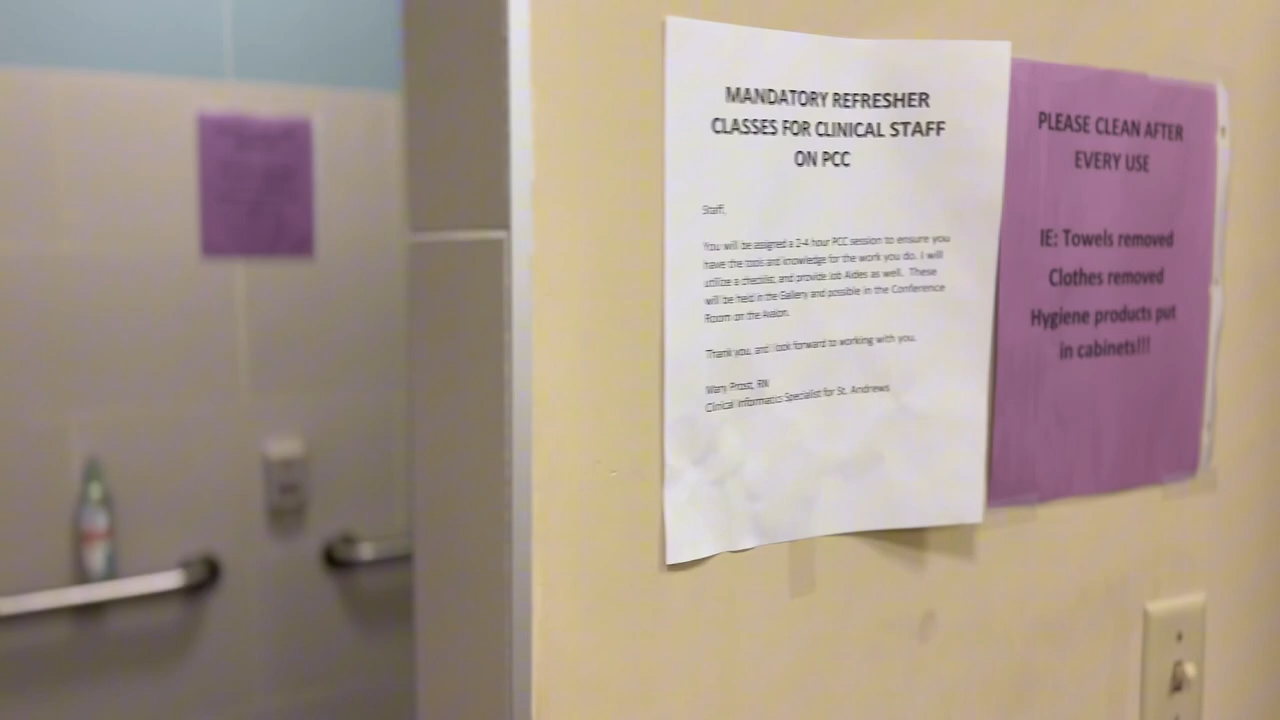 MANDATORY REFRESHER
CLASSES FOR CLINICAL STAFF
ON PCC
Staff,
You will be assigned a 2-4 hour PCC session to ensure you
have the tools and knowledge for the work you do. I will
utilize a checklist, and provide Job Aides as well. These
will be held in the Gallery and possible in the Conference
Room on the Avalon.
Thank you, and I look forward to working with you.
Mary Prost, RN
Clinical Informatics Specialist for St. Andrews
PLEASE CLEAN AFTER
EVERY USE
IE: Towels removed
Clothes removed
Hygiene products put
in cabinets!!!